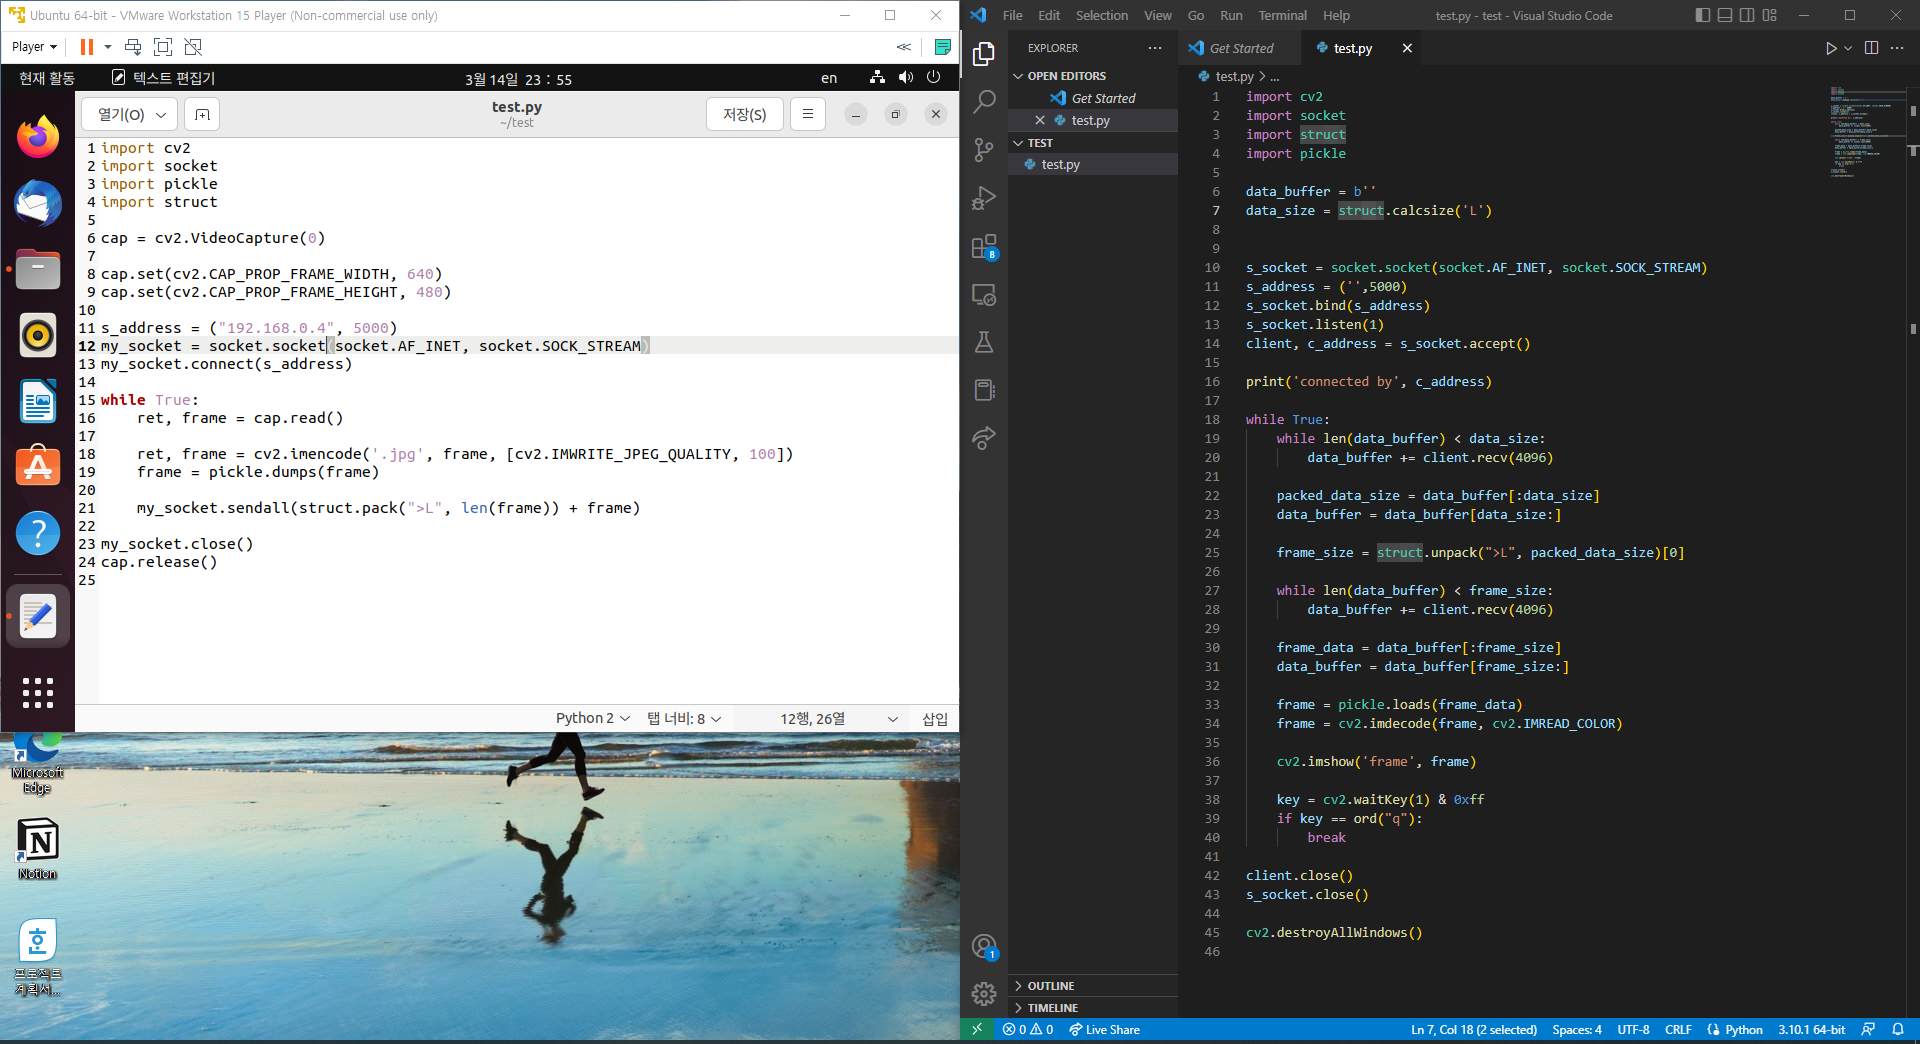 Ubuntu 64-bit - VMware Workstation 15 Player (Non-commercial use only)
Player
현재 활동
텍스트 편집기
3월 14일 23 : 55
en
열기(O)
test.py
~/test
저장(S)
1 import cv2
2 import socket
3 import pickle
4 import struct
5
6 cap = cv2.VideoCapture(0)
7
8 cap.set(cv2.CAP_PROP_FRAME_WIDTH, 640)
9 cap.set(cv2.CAP_PROP_FRAME_HEIGHT, 480)
10
11 s_address = ("192.168.0.4", 5000)
12 my_socket = socket.socket(socket.AF_INET, socket.SOCK_STREAM)
13 my_socket.connect(s_address)
14
15 while True:
16     ret, frame = cap.read()
17
18     ret, frame = cv2.imencode('.jpg', frame, [cv2.IMWRITE_JPEG_QUALITY, 100])
19     frame = pickle.dumps(frame)
20
21     my_socket.sendall(struct.pack(">L", len(frame)) + frame)
22
23 my_socket.close()
24 cap.release()
25
Python 2
탭 너비: 8
12행, 26열
삽입
Microsoft
Edge
Notion
프로젝트
계획서...
File Edit Selection View Go Run Terminal Help
test.py - test - Visual Studio Code
EXPLORER
OPEN EDITORS
Get Started
test.py
TEST
test.py
8
1
OUTLINE
TIMELINE
Get Started
test.py
test.py > ...
1 import cv2
2 import socket
3 import struct
4 import pickle
5
6 data_buffer = b''
7 data_size = struct.calcsize('L')
8
9
10 s_socket = socket.socket(socket.AF_INET, socket.SOCK_STREAM)
11 s_address = ('',5000)
12 s_socket.bind(s_address)
13 s_socket.listen(1)
14 client, c_address = s_socket.accept()
15
16 print('connected by', c_address)
17
18 while True:
19     while len(data_buffer) < data_size:
20         data_buffer += client.recv(4096)
21
22     packed_data_size = data_buffer[:data_size]
23     data_buffer = data_buffer[data_size:]
24
25     frame_size = struct.unpack(">L", packed_data_size)[0]
26
27     while len(data_buffer) < frame_size:
28         data_buffer += client.recv(4096)
29
30     frame_data = data_buffer[:frame_size]
31     data_buffer = data_buffer[frame_size:]
32
33     frame = pickle.loads(frame_data)
34     frame = cv2.imdecode(frame, cv2.IMREAD_COLOR)
35
36     cv2.imshow('frame', frame)
37
38     key = cv2.waitKey(1) & 0xff
39     if key == ord("q"):
40         break
41
42 client.close()
43 s_socket.close()
44
45 cv2.destroyAllWindows()
46
0 0 Live Share
Ln 7, Col 18 (2 selected) Spaces: 4 UTF-8 CRLF Python 3.10.1 64-bit